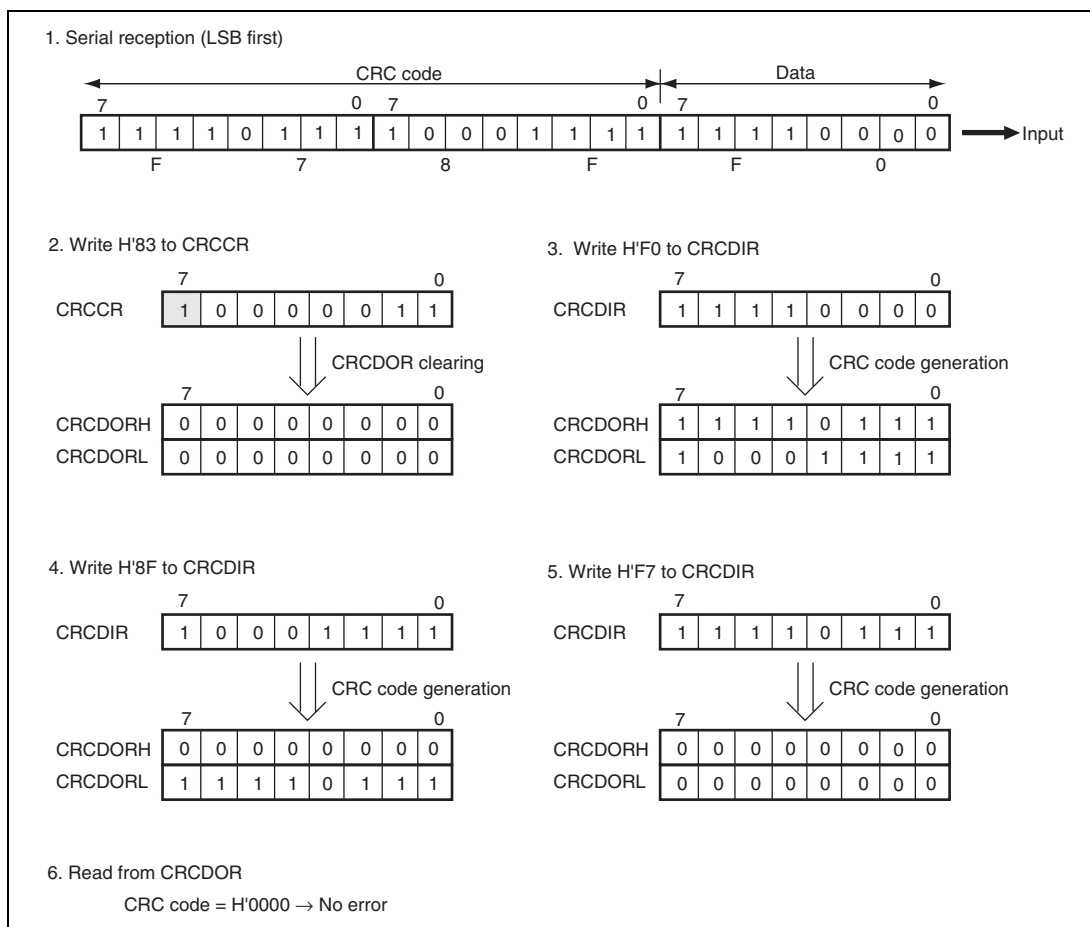 1. Serial reception (LSB first)
CRC code Data
7 0 7 0 7 0
1 1 1 1 0 1 1 1 1 0 0 0 1 1 1 1 1 1 1 1 0 0 0 0 Input
F 7 8 F F 0
2. Write H'83 to CRCCR
7 0
CRCCR 1 0 0 0 0 0 1 1
CRCDOR clearing
7 0
CRCDORH 0 0 0 0 0 0 0 0
CRCDORL 0 0 0 0 0 0 0 0
3. Write H'F0 to CRCDIR
7 0
CRCDIR 1 1 1 1 0 0 0 0
CRC code generation
7 0
CRCDORH 1 1 1 1 0 1 1 1
CRCDORL 1 0 0 0 1 1 1 1
4. Write H'8F to CRCDIR
7 0
CRCDIR 1 0 0 0 1 1 1 1
CRC code generation
7 0
CRCDORH 0 0 0 0 0 0 0 0
CRCDORL 1 1 1 1 0 1 1 1
5. Write H'F7 to CRCDIR
7 0
CRCDIR 1 1 1 1 0 1 1 1
CRC code generation
7 0
CRCDORH 0 0 0 0 0 0 0 0
CRCDORL 0 0 0 0 0 0 0 0
6. Read from CRCDOR
CRC code = H'0000 → No error